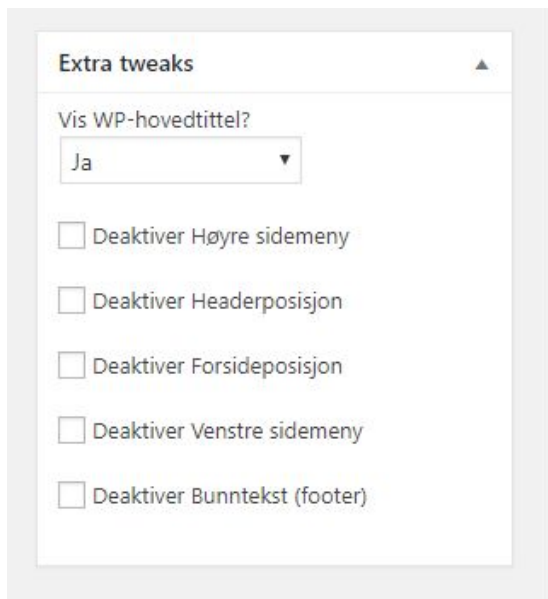 Extra tweaks
Vis WP-hovedtittel?
Ja
Deaktiver Høyre sidemeny
Deaktiver Headerposisjon
Deaktiver Forsideposisjon
Deaktiver Venstre sidemeny
Deaktiver Bunntekst (footer)